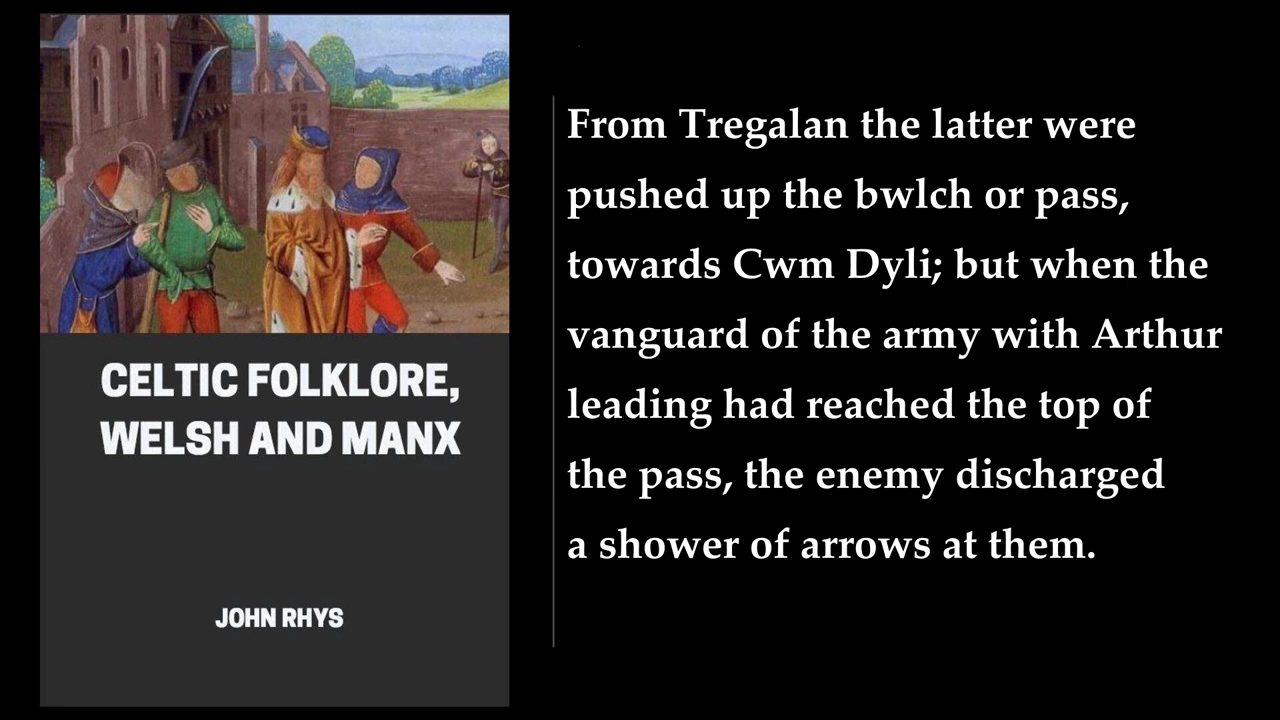 CELTIC FOLKLORE,
WELSH AND MANX
JOHN RHYS
From Tregalan the latter were
pushed up the bwlch or pass,
towards Cwm Dyli; but when the
vanguard of the army with Arthur
leading had reached the top of
the pass, the enemy discharged
a shower of arrows at them.